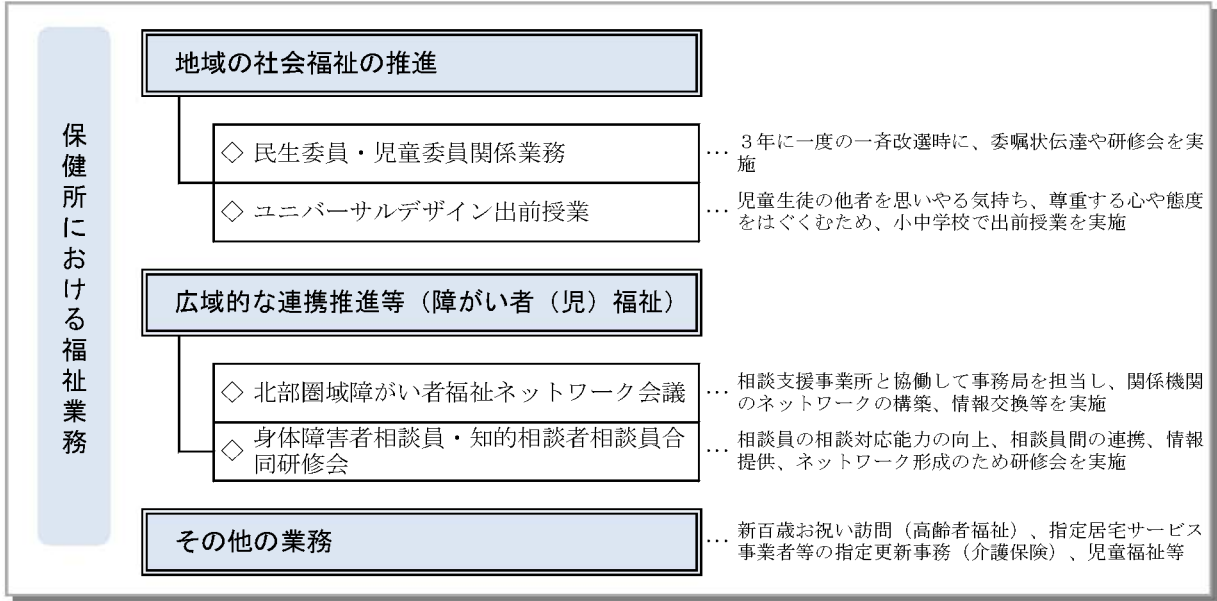 保健所における福祉業務
地域の社会福祉の推進
◇ 民生委員・児童委員関係業務
… ３年に一度の一斉改選時に、委嘱状伝達や研修会を実
施
◇ ユニバーサルデザイン出前授業
… 児童生徒の他者を思いやる気持ち、尊重する心や態度
をはぐくむため、小中学校で出前授業を実施
広域的な連携推進等（障がい者（児）福祉）
◇ 北部圏域障がい者福祉ネットワーク会議
… 相談支援事業所と協働して事務局を担当し、関係機関
のネットワークの構築、情報交換等を実施
◇ 身体障害者相談員・知的相談者相談員合
同研修会
… 相談員の相談対応能力の向上、相談員間の連携、情報
提供、ネットワーク形成のため研修会を実施
その他の業務
… 新百歳お祝い訪問（高齢者福祉）、指定居宅サービス
事業者等の指定更新事務（介護保険）、児童福祉等